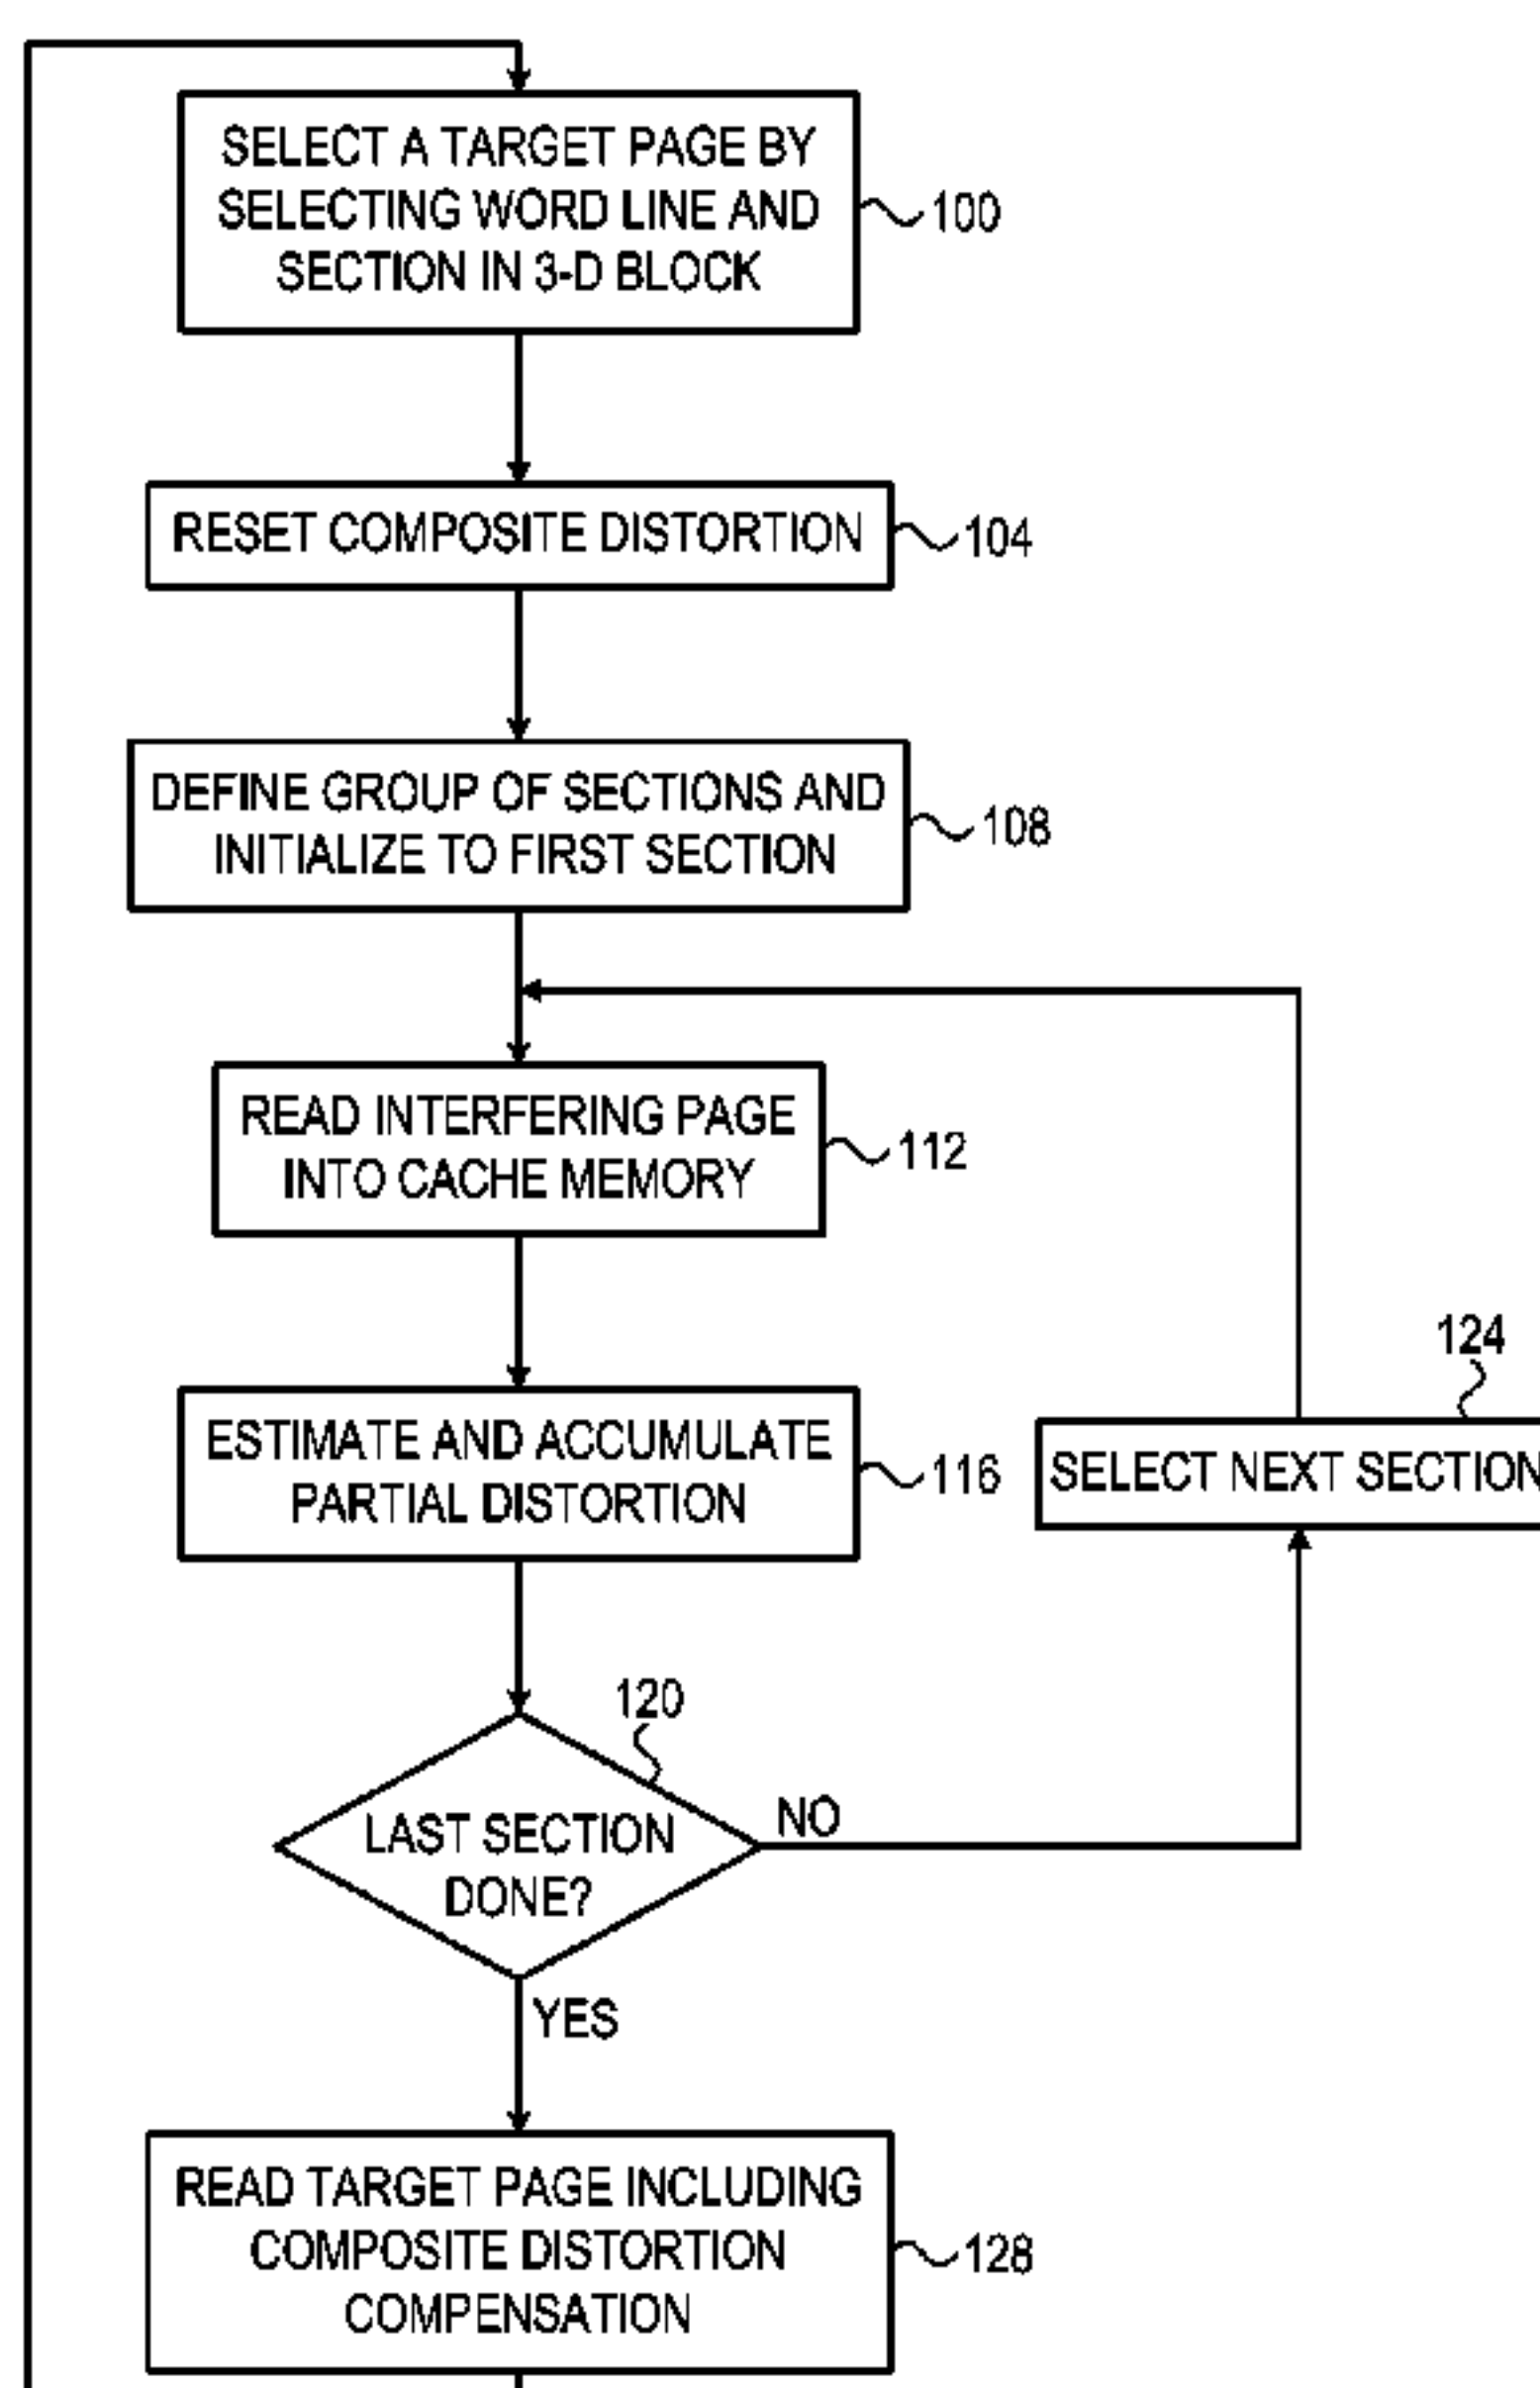 SELECT A TARGET PAGE BY
SELECTING WORD LINE AND
SECTION IN 3-D BLOCK
100
RESET COMPOSITE DISTORTION
104
DEFINE GROUP OF SECTIONS AND
INITIALIZE TO FIRST SECTION
108
READ INTERFERING PAGE
INTO CACHE MEMORY
112
124
ESTIMATE AND ACCUMULATE
PARTIAL DISTORTION
116
SELECT NEXT SECTION
120
LAST SECTION
DONE?
NO
YES
READ TARGET PAGE INCLUDING
COMPOSITE DISTORTION
COMPENSATION
128